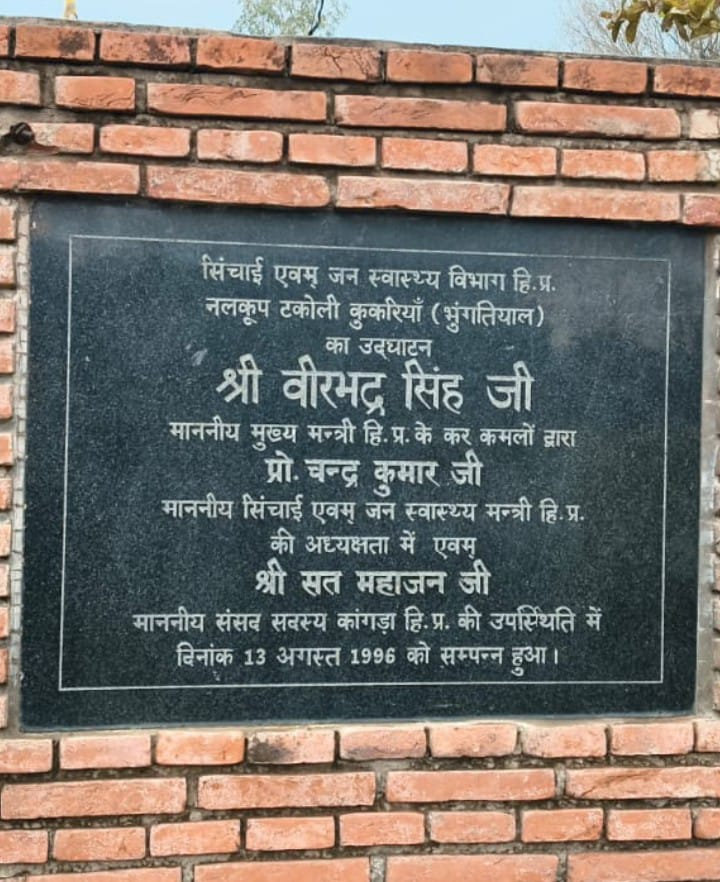 सिंचाई एवम् जन स्वास्थ्य विभाग हि.प्र.
नलकूप टकोली कुकरियाँ (भुंगतियाल)
का उद्घाटन
श्री वीरभद्र सिंह जी
माननीय मुख्य मन्त्री हि.प्र. के कर कमलों द्वारा
प्रो. चन्द्र कुमार जी
माननीय सिंचाई एवम् जन स्वास्थ्य मन्त्री हि.प्र.
की अध्यक्षता में एवम्
श्री सत महाजन जी
माननीय संसद सदस्य कांगड़ा हि.प्र. की उपर्स्थिति में
दिनांक 13 अगस्त 1996 को सम्पन्न हुआ।